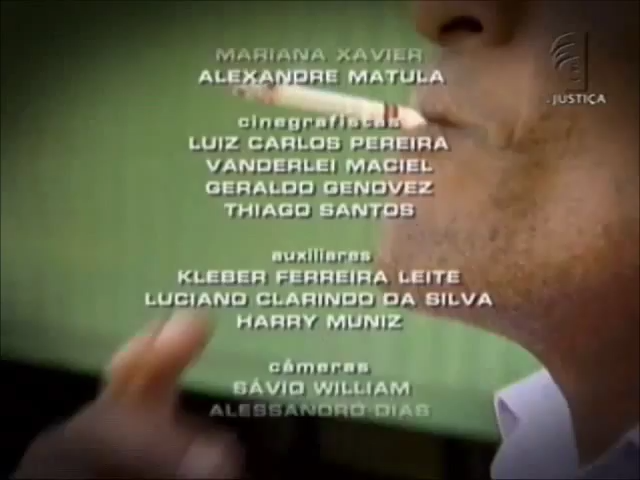 MARIANA XAVIER
ALEXANDRE MATULA
JUSTIÇA
cinegrafistas
LUIZ CARLOS PEREIRA
VANDERLEI MACIEL
GERALDO GENOVEZ
THIAGO SANTOS
auxiliares
KLEBER FERREIRA LEITE
LUCIANO CLARINDO DA SILVA
HARRY MUNIZ
câmeras
SÁVIO WILLIAM
ALESSANDRO DIAS